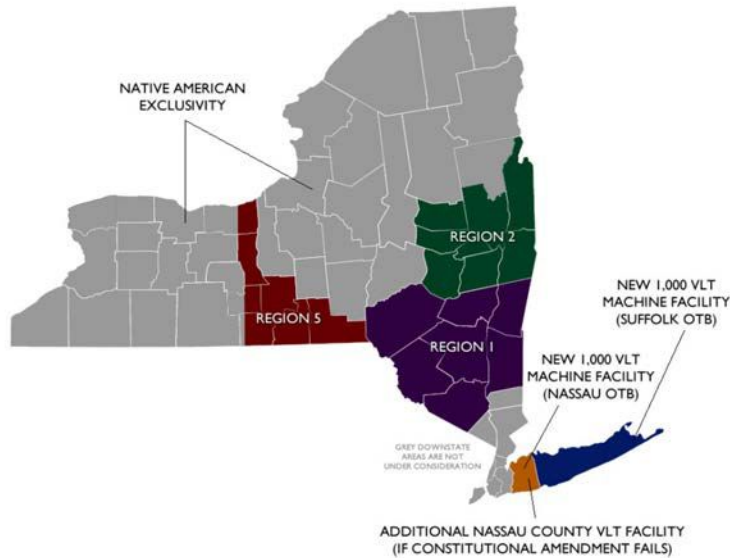 NATIVE AMERICAN
EXCLUSIVITY
REGION 2
NEW 1,000 VLT
MACHINE FACILITY
(SUFFOLK OTB)
REGION 5
REGION 1
NEW 1,000 VLT
MACHINE FACILITY
(NASSAU OTB)
GREY DOWNSTATE
AREAS ARE NOT
UNDER CONSIDERATION
ADDITIONAL NASSAU COUNTY VLT FACILITY
(IF CONSTITUTIONAL AMENDMENT FAILS)